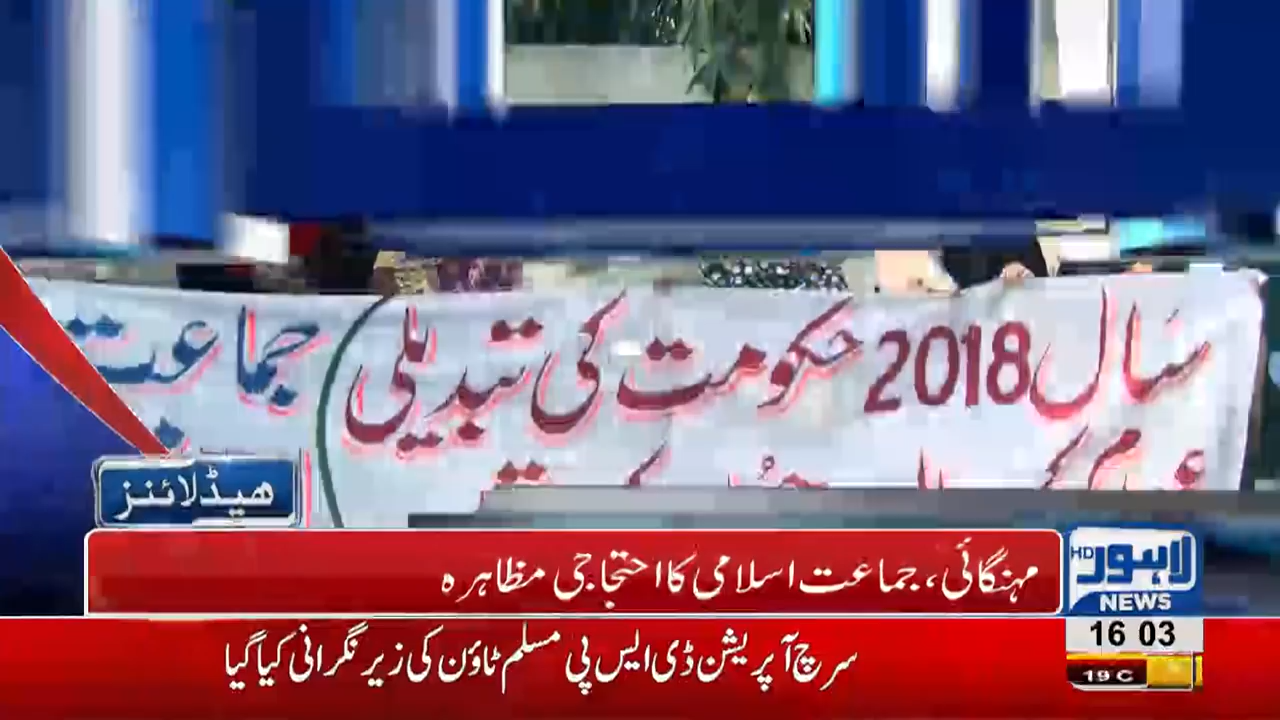 سال 2018 حکومت کی تبدیلی
جماعت
ھیڈلائنز
مہنگائی، جماعت اسلامی کا احتجاجی مظاہرہ
HD لاہور
NEWS
16 03
19 C
سرچ آپریشن ڈی ایس پی مسلم ٹاؤن کی زیر نگرانی کیا گیا